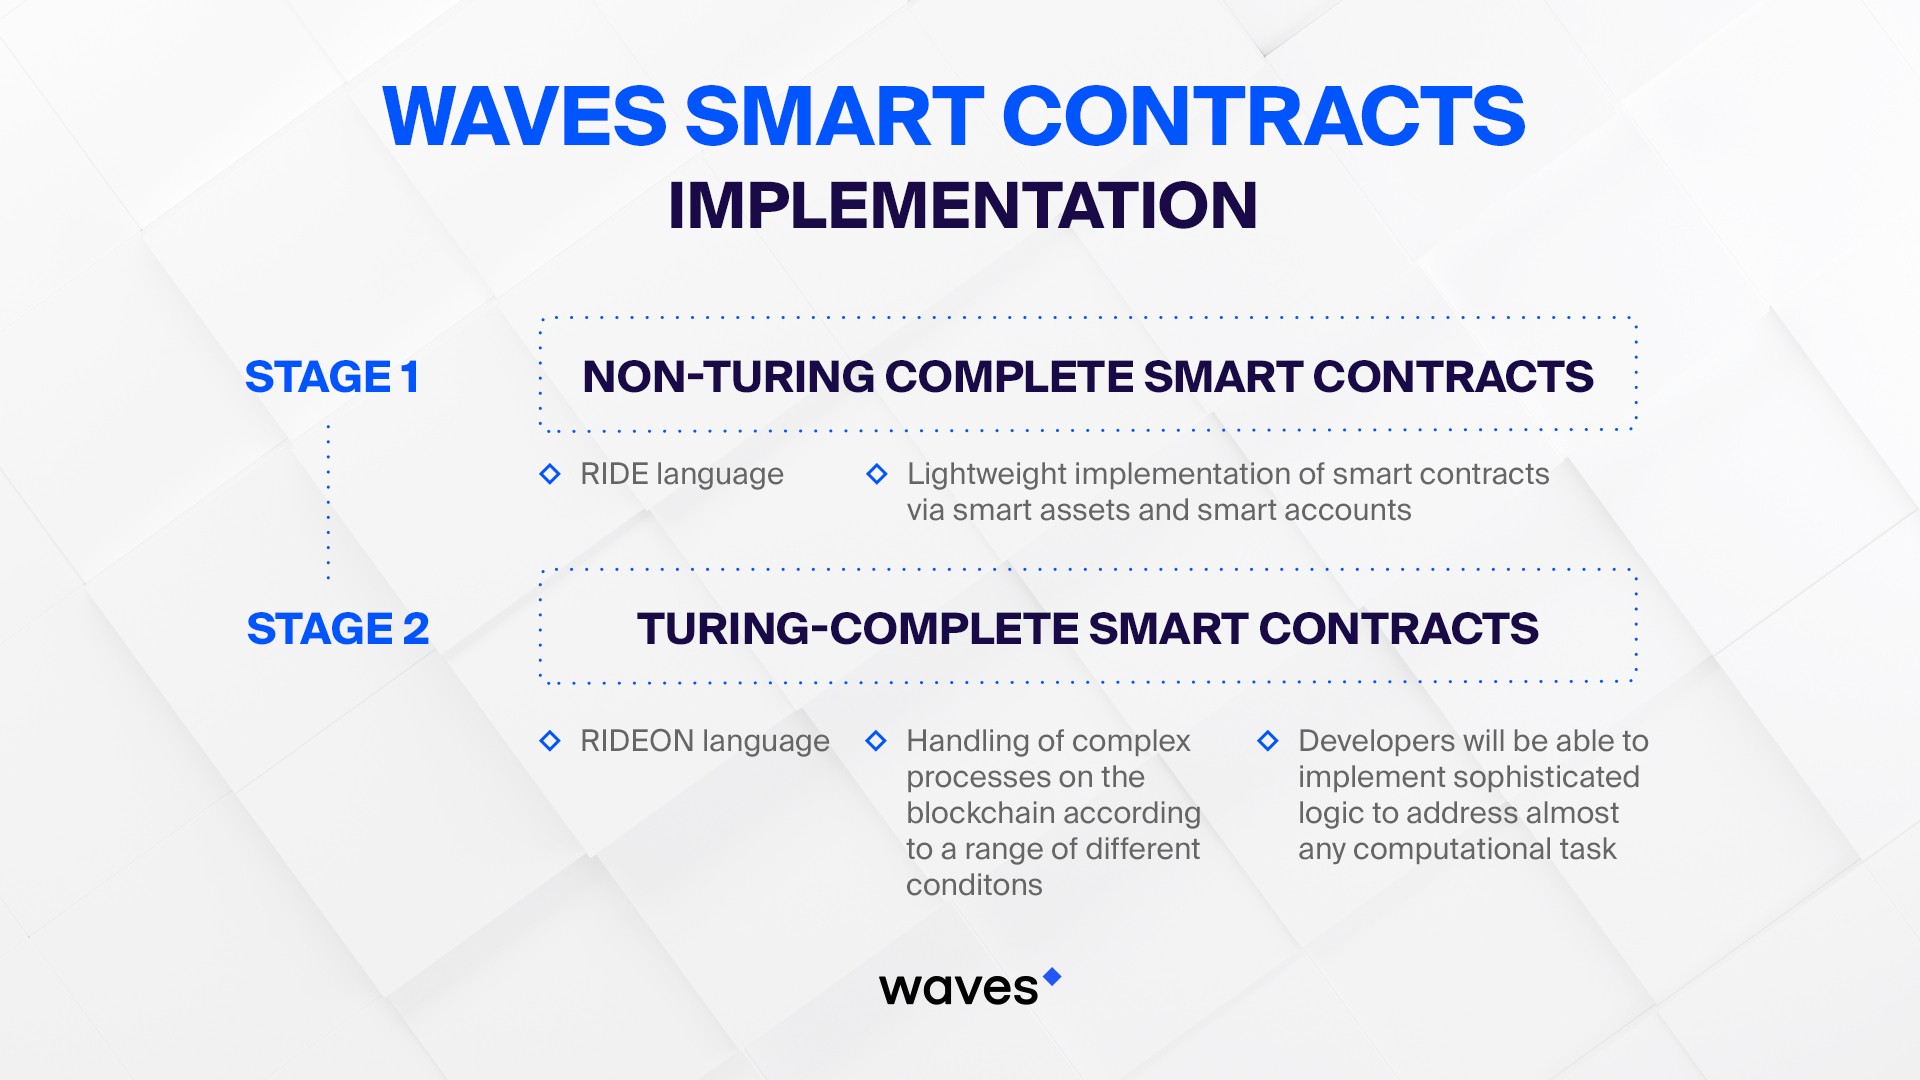 WAVES SMART CONTRACTS
IMPLEMENTATION
STAGE 1
NON-TURING COMPLETE SMART CONTRACTS
RIDE language
Lightweight implementation of smart contracts
via smart assets and smart accounts
STAGE 2
TURING-COMPLETE SMART CONTRACTS
RIDEON language
Handling of complex
processes on the
blockchain according
to a range of different
conditons
Developers will be able to
implement sophisticated
logic to address almost
any computational task
waves